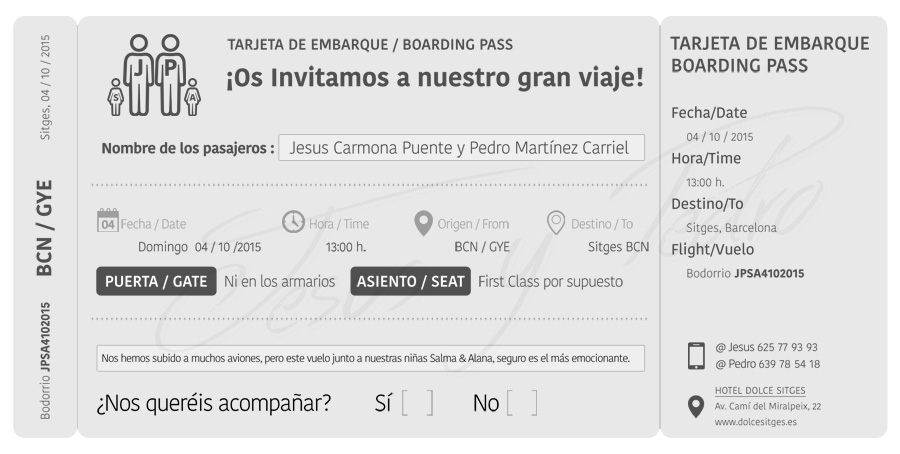 Sitges, 04 / 10 / 2015
BCN / GYE
Bodorrio JPSA4102015
J P
S A
TARJETA DE EMBARQUE / BOARDING PASS
¡Os Invitamos a nuestro gran viaje!
Nombre de los pasajeros : Jesus Carmona Puente y Pedro Martínez Carriel
04 Fecha / Date Hora / Time Origen / From Destino / To
Domingo 04 / 10 /2015 13:00 h. BCN / GYE Sitges BCN
PUERTA / GATE Ni en los armarios ASIENTO / SEAT First Class por supuesto
Jesus y Pedro
Nos hemos subido a muchos aviones, pero este vuelo junto a nuestras niñas Salma & Alana, seguro es el más emocionante.
¿Nos queréis acompañar? Sí [ ] No [ ]
TARJETA DE EMBARQUE
BOARDING PASS
Fecha/Date
04 / 10 / 2015
Hora/Time
13:00 h.
Destino/To
Sitges, Barcelona
Flight/Vuelo
Bodorrio JPSA4102015
@ Jesus 625 77 93 93
@ Pedro 639 78 54 18
HOTEL DOLCE SITGES
Av. Camí del Miralpeix, 22
www.dolcesitges.es